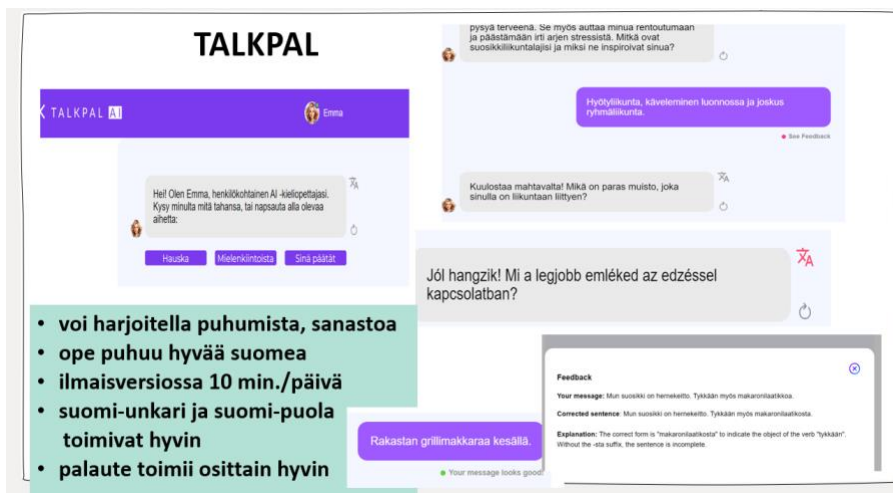 TALKPAL
TALKPAL AI
Emma
Hei! Olen Emma, henkilökohtainen AI -kieliopettajasi.
Kysy minulta mitä tahansa, tai napsauta alla olevaa
aihetta:
Hauska
Mielenkiintoista
Sinä päätät
pysyä terveenä. Se myös auttaa minua rentoutumaan
ja päästämään irti arjen stressistä. Mitkä ovat
suosikkiliikuntalajisi ja miksi ne inspiroivat sinua?
Hyötyliikunta, käveleminen luonnossa ja joskus
ryhmäliikunta.
See Feedback
Kuulostaa mahtavalta! Mikä on paras muisto, joka
sinulla on liikuntaan liittyen?
Jól hangzik! Mi a legjobb emléked az edzéssel
kapcsolatban?
• voi harjoitella puhumista, sanastoa
• ope puhuu hyvää suomea
• ilmaisversiossa 10 min./päivä
• suomi-unkari ja suomi-puola
toimivat hyvin
• palaute toimii osittain hyvin
Rakastan grillimakkaraa kesällä.
Your message looks good!
Feedback
Your message: Mun suosikki on hernekeitto. Tykkään myös makaronilaatikkoa.
Corrected sentence: Mun suosikki on hernekeitto. Tykkään myös makaronilaatikosta.
Explanation: The correct form is "makaronilaatikosta" to indicate the object of the verb "tykkään".
Without the -sta suffix, the sentence is incomplete.